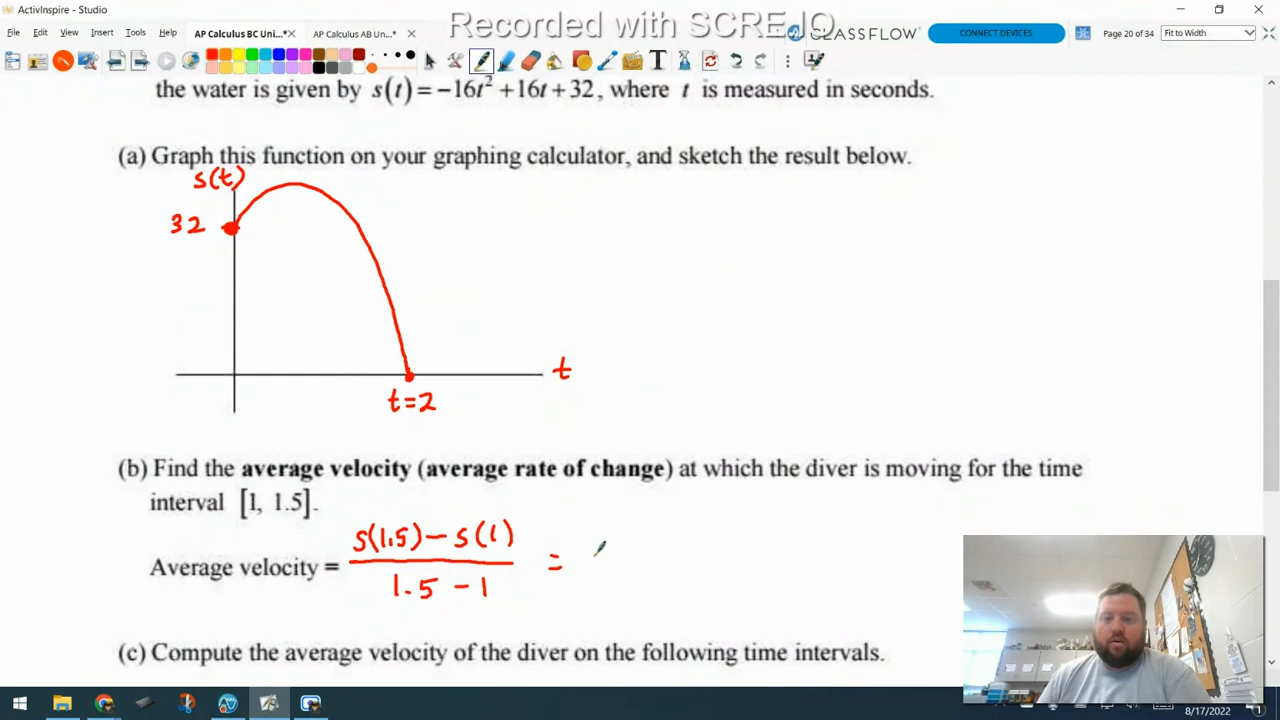 ActivInspire - Studio
Recorded with SCRE.IO
AP Calculus BC Uni...*
AP Calculus AB Un...*
CLASSFLOW
CONNECT DEVICES
Page 20 of 34
Fit to Width
File Edit View Insert Tools Help
the water is given by s(t) = −16t² +16t + 32, where t is measured in seconds.
(a) Graph this function on your graphing calculator, and sketch the result below.
s(t)
32
t
t=2
(b) Find the average velocity (average rate of change) at which the diver is moving for the time
interval [1, 1.5].
s(1.5) − s(1)
Average velocity = =
1.5 − 1
(c) Compute the average velocity of the diver on the following time intervals.
8/17/2022